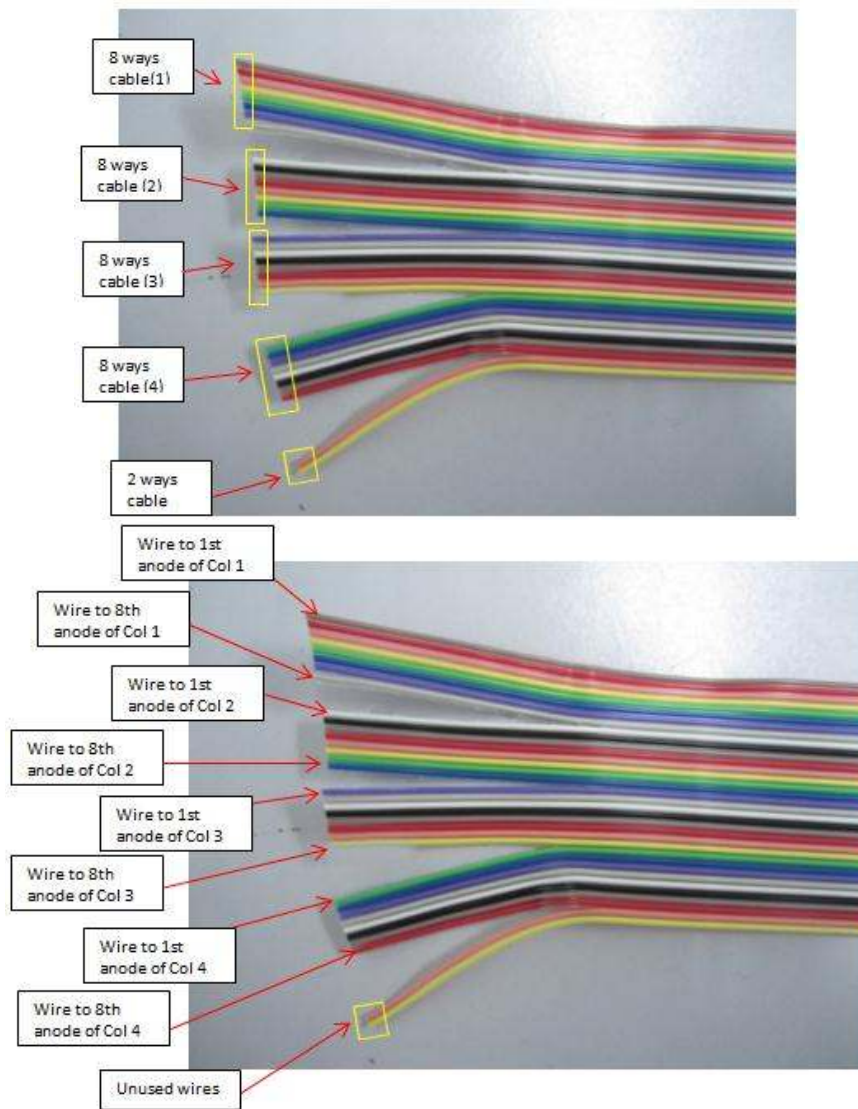 8 ways
cable(1)
8 ways
cable (2)
8 ways
cable (3)
8 ways
cable (4)
2 ways
cable
Wire to 1st
anode of Col 1
Wire to 8th
anode of Col 1
Wire to 1st
anode of Col 2
Wire to 8th
anode of Col 2
Wire to 1st
anode of Col 3
Wire to 8th
anode of Col 3
Wire to 1st
anode of Col 4
Wire to 8th
anode of Col 4
Unused wires